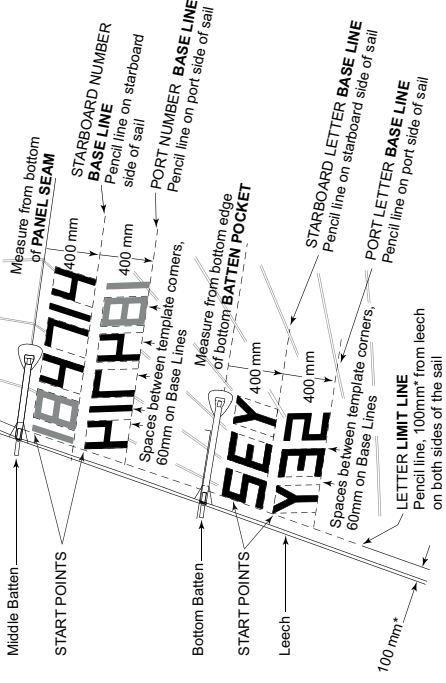 Middle Batten
START POINTS
184714
184714
Measure from bottom
of PANEL SEAM
400 mm
400 mm
STARBOARD NUMBER
BASE LINE
Pencil line on starboard
side of sail
PORT NUMBER BASE LINE
Pencil line on port side of sail
Spaces between template corners,
60mm on Base Lines
Bottom Batten
START POINTS
Leech
SEY
SEY
Measure from bottom edge
of bottom BATTEN POCKET
400 mm
400 mm
STARBOARD LETTER BASE LINE
Pencil line on starboard side of sail
PORT LETTER BASE LINE
Pencil line on port side of sail
Spaces between template corners,
60mm on Base Lines
LETTER LIMIT LINE
Pencil line, 100mm* from leech
on both sides of the sail
100 mm*